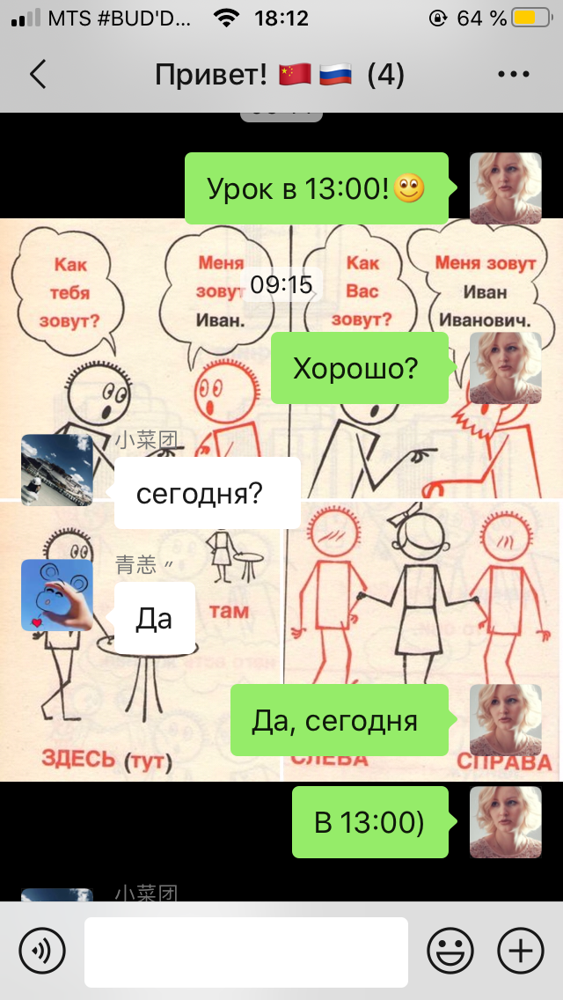 MTS #BUD'D... 18:12 64 %
Привет! 🇨🇳🇷🇺 (4)
Урок в 13:00!🙂
Как
тебя
зовут?
Меня
зовут
Иван.
Как
Вас
зовут?
Меня зовут
Иван
Иванович.
09:15
Хорошо?
小菜团
сегодня?
青恙〃
Да
там
Да, сегодня
ЗДЕСЬ (тут)
СЛЕВА
СПРАВА
В 13:00)
小菜团